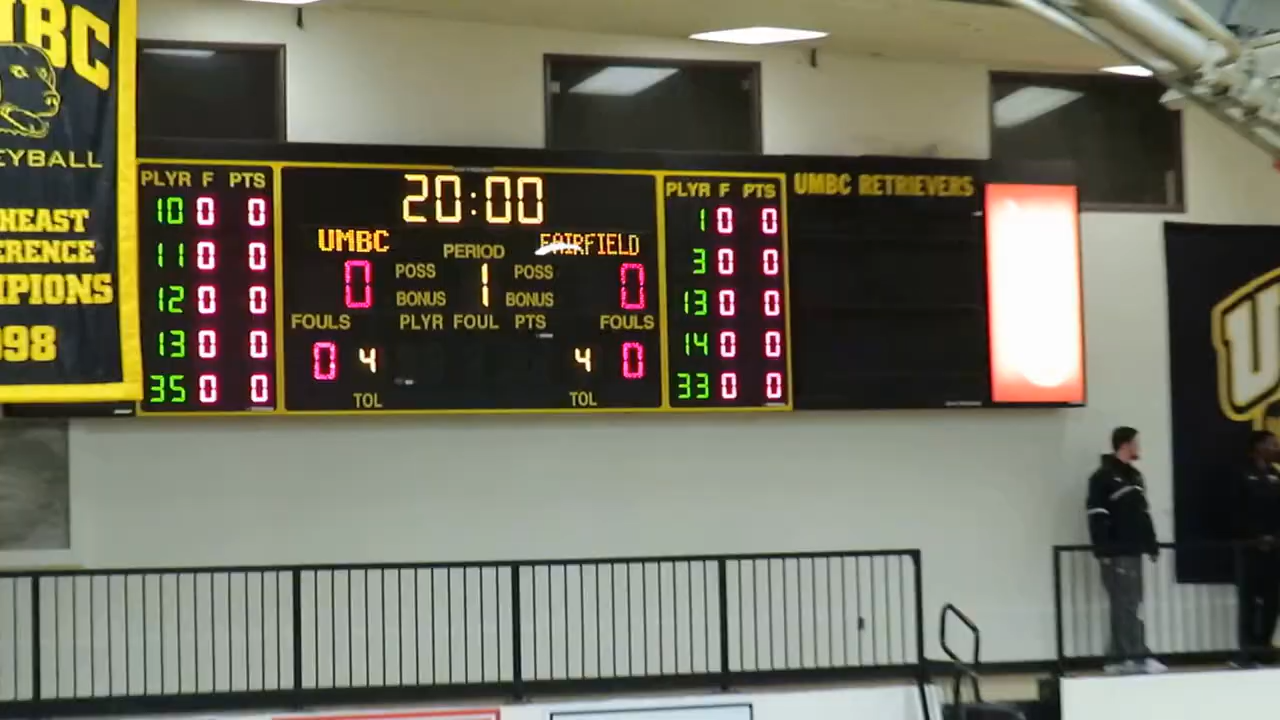 UMBC
EYBALL
HEAST
ERENCE
MPIONS
998
PLYR F PTS
10 0 0
11 0 0
12 0 0
13 0 0
35 0 0
20:00
UMBC PERIOD FAIRFIELD
0 POSS 1 POSS 0
BONUS BONUS
FOULS PLYR FOUL PTS FOULS
0 4 4 0
TOL TOL
PLYR F PTS
1 0 0
3 0 0
13 0 0
14 0 0
33 0 0
UMBC RETRIEVERS
U